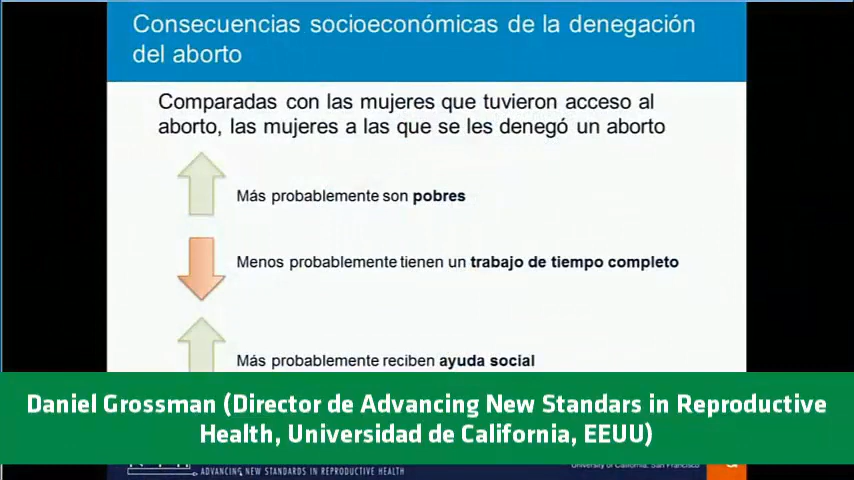 Consecuencias socioeconómicas de la denegación
del aborto
Comparadas con las mujeres que tuvieron acceso al
aborto, las mujeres a las que se les denegó un aborto
Más probablemente son pobres
Menos probablemente tienen un trabajo de tiempo completo
Más probablemente reciben ayuda social
Daniel Grossman (Director de Advancing New Standars in Reproductive
Health, Universidad de California, EEUU)
ADVANCING NEW STANDARDS IN REPRODUCTIVE HEALTH
University of California, San Francisco